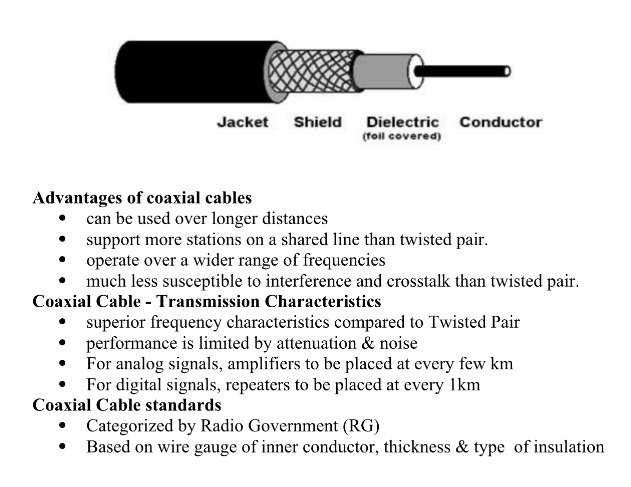 Jacket Shield Dielectric Conductor
(foil covered)
Advantages of coaxial cables
• can be used over longer distances
• support more stations on a shared line than twisted pair.
• operate over a wider range of frequencies
• much less susceptible to interference and crosstalk than twisted pair.
Coaxial Cable - Transmission Characteristics
• superior frequency characteristics compared to Twisted Pair
• performance is limited by attenuation & noise
• For analog signals, amplifiers to be placed at every few km
• For digital signals, repeaters to be placed at every 1km
Coaxial Cable standards
• Categorized by Radio Government (RG)
• Based on wire gauge of inner conductor, thickness & type of insulation